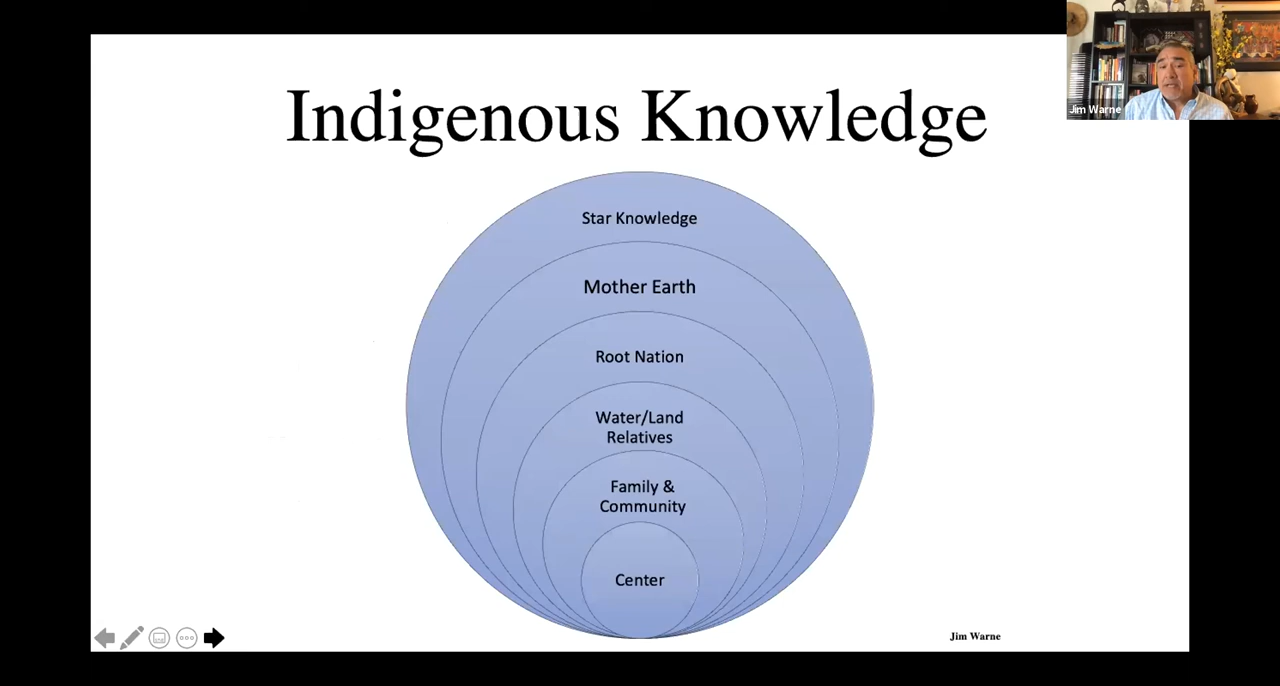 Indigenous Knowledge
Jim Warne
Star Knowledge
Mother Earth
Root Nation
Water/Land
Relatives
Family &
Community
Center
Jim Warne